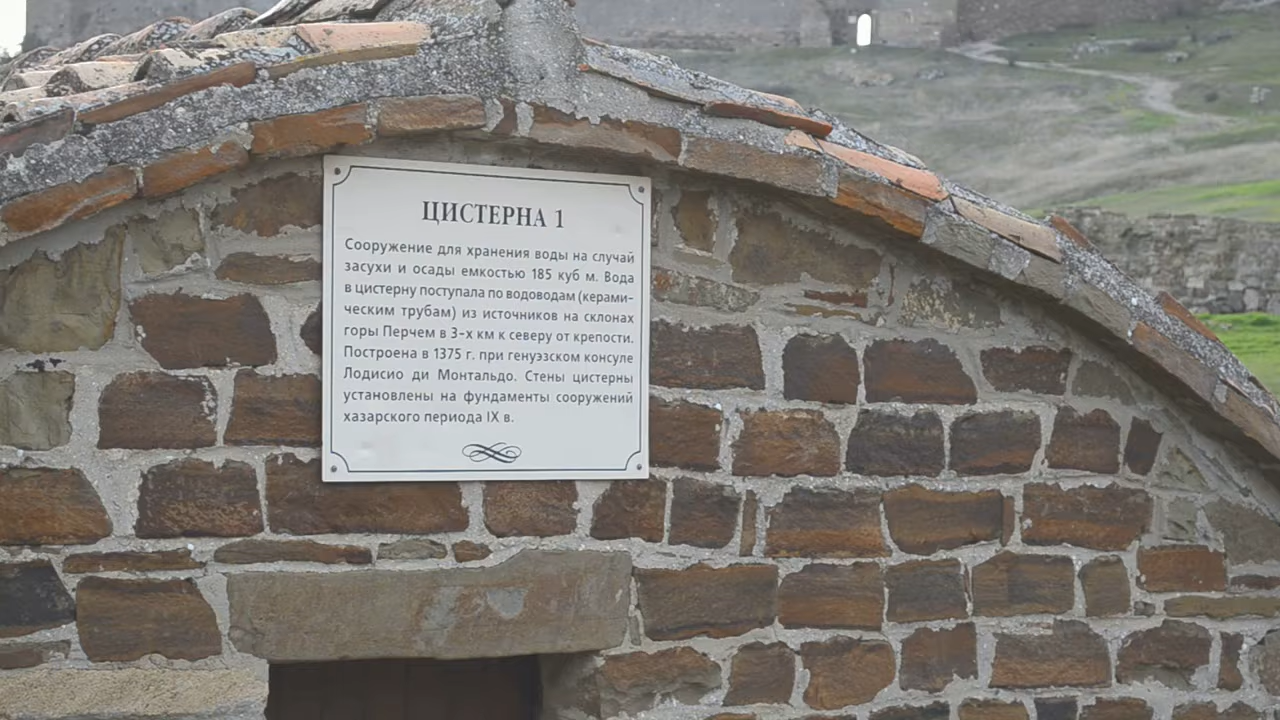 ЦИСТЕРНА 1
Сооружение для хранения воды на случай
засухи и осады емкостью 185 куб м. Вода
в цистерну поступала по водоводам (керами-
ческим трубам) из источников на склонах
горы Перчем в 3-х км к северу от крепости.
Построена в 1375 г. при генуэзском консуле
Лодисио ди Монтальдо. Стены цистерны
установлены на фундаменты сооружений
хазарского периода IX в.